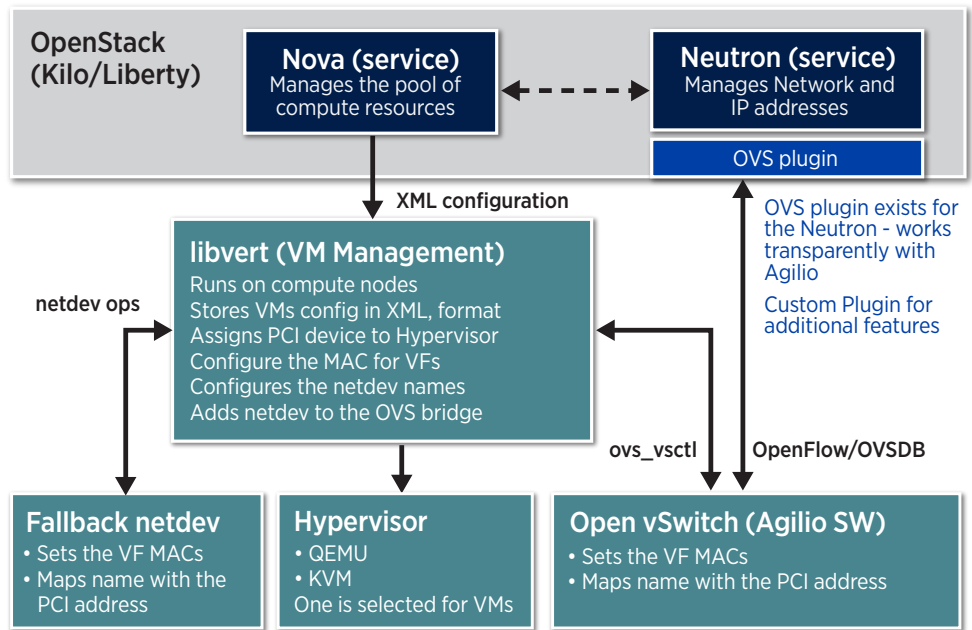 OpenStack
(Kilo/Liberty)
Nova (service)
Manages the pool of
compute resources
Neutron (service)
Manages Network and
IP addresses
OVS plugin
XML configuration
OVS plugin exists for
the Neutron - works
transparently with
Agilio
Custom Plugin for
additional features
libvert (VM Management)
Runs on compute nodes
Stores VMs config in XML, format
Assigns PCI device to Hypervisor
Configure the MAC for VFs
Configures the netdev names
Adds netdev to the OVS bridge
netdev ops
ovs_vsctl
OpenFlow/OVSDB
Fallback netdev
• Sets the VF MACs
• Maps name with the
PCI address
Hypervisor
• QEMU
• KVM
One is selected for VMs
Open vSwitch (Agilio SW)
• Sets the VF MACs
• Maps name with the PCI address